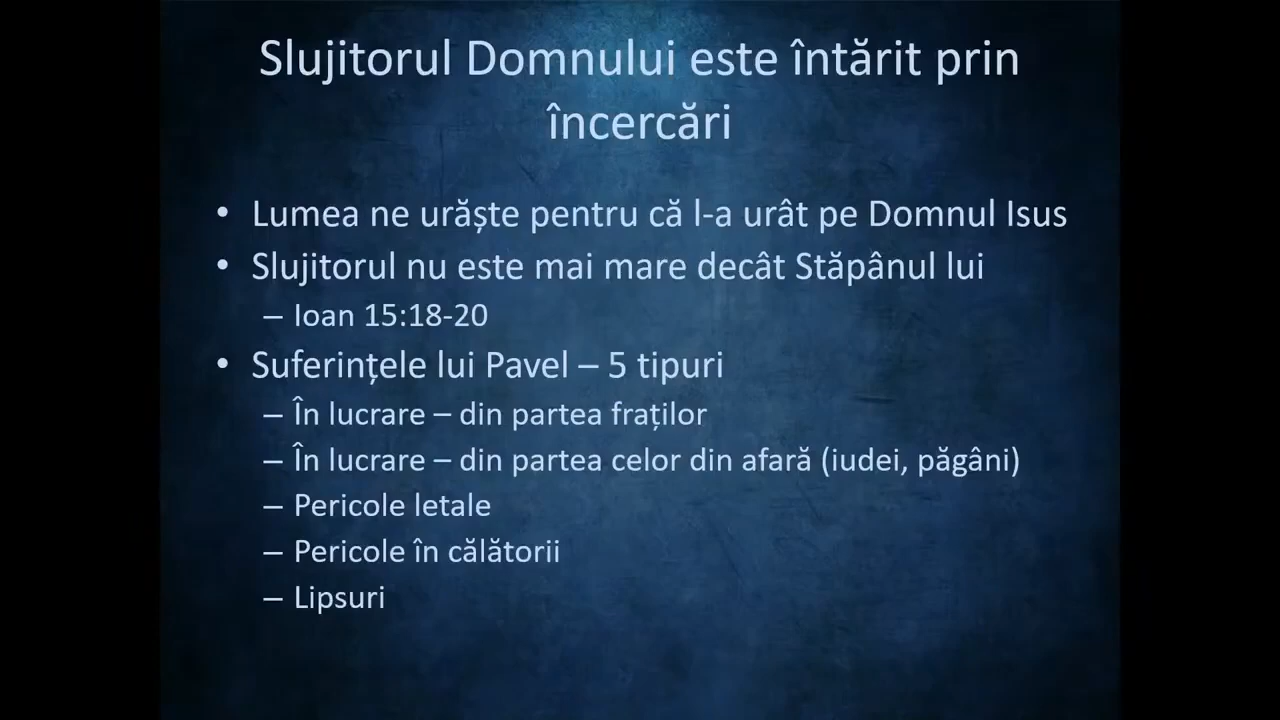 Slujitorul Domnului este întărit prin
încercări
• Lumea ne urăște pentru că l-a urât pe Domnul Isus
• Slujitorul nu este mai mare decât Stăpânul lui
– Ioan 15:18-20
• Suferințele lui Pavel – 5 tipuri
– În lucrare – din partea fraților
– În lucrare – din partea celor din afară (iudei, păgâni)
– Pericole letale
– Pericole în călătorii
– Lipsuri